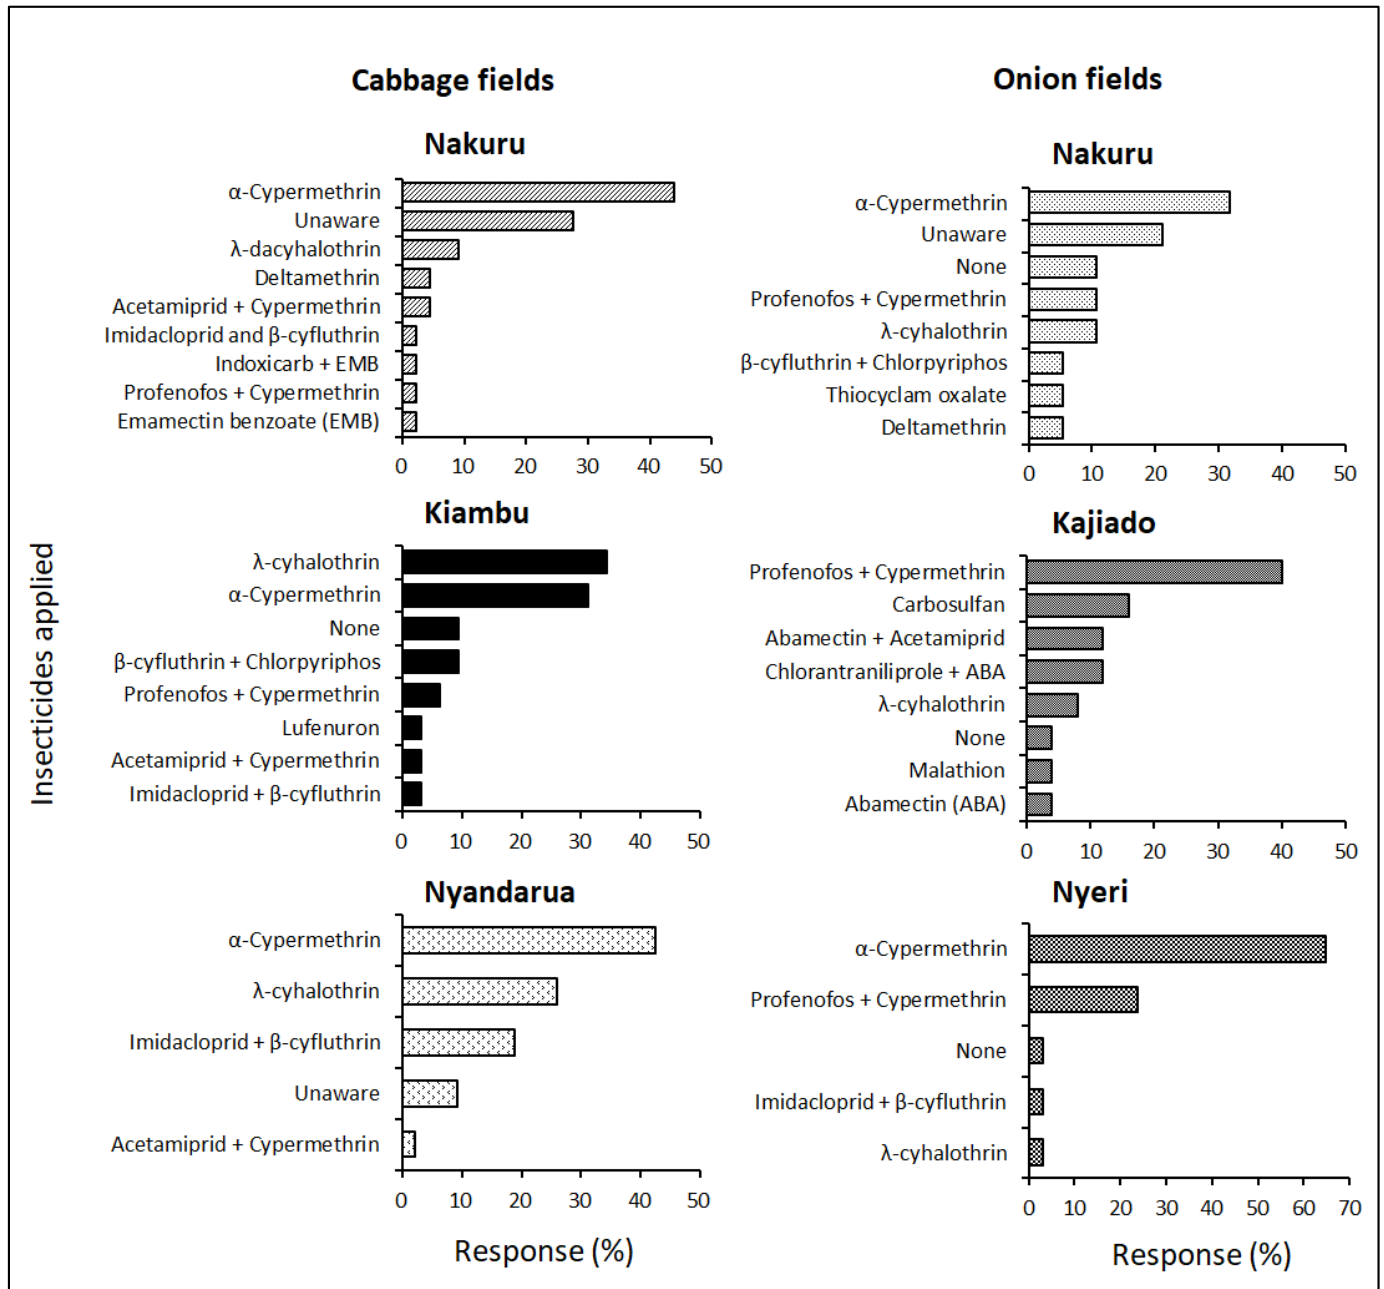 Cabbage fields
Nakuru
α-Cypermethrin
Unaware
λ-dacyhalothrin
Deltamethrin
Acetamiprid + Cypermethrin
Imidacloprid and β-cyfluthrin
Indoxicarb + EMB
Profenofos + Cypermethrin
Emamectin benzoate (EMB)
0 10 20 30 40 50
Kiambu
λ-cyhalothrin
α-Cypermethrin
None
β-cyfluthrin + Chlorpyriphos
Profenofos + Cypermethrin
Lufenuron
Acetamiprid + Cypermethrin
Imidacloprid + β-cyfluthrin
0 10 20 30 40 50
Nyandarua
α-Cypermethrin
λ-cyhalothrin
Imidacloprid + β-cyfluthrin
Unaware
Acetamiprid + Cypermethrin
0 10 20 30 40 50
Response (%)
Insecticides applied
Onion fields
Nakuru
α-Cypermethrin
Unaware
None
Profenofos + Cypermethrin
λ-cyhalothrin
β-cyfluthrin + Chlorpyriphos
Thiocyclam oxalate
Deltamethrin
0 10 20 30 40 50
Kajiado
Profenofos + Cypermethrin
Carbosulfan
Abamectin + Acetamiprid
Chlorantraniliprole + ABA
λ-cyhalothrin
None
Malathion
Abamectin (ABA)
0 10 20 30 40 50
Nyeri
α-Cypermethrin
Profenofos + Cypermethrin
None
Imidacloprid + β-cyfluthrin
λ-cyhalothrin
0 10 20 30 40 50 60 70
Response (%)